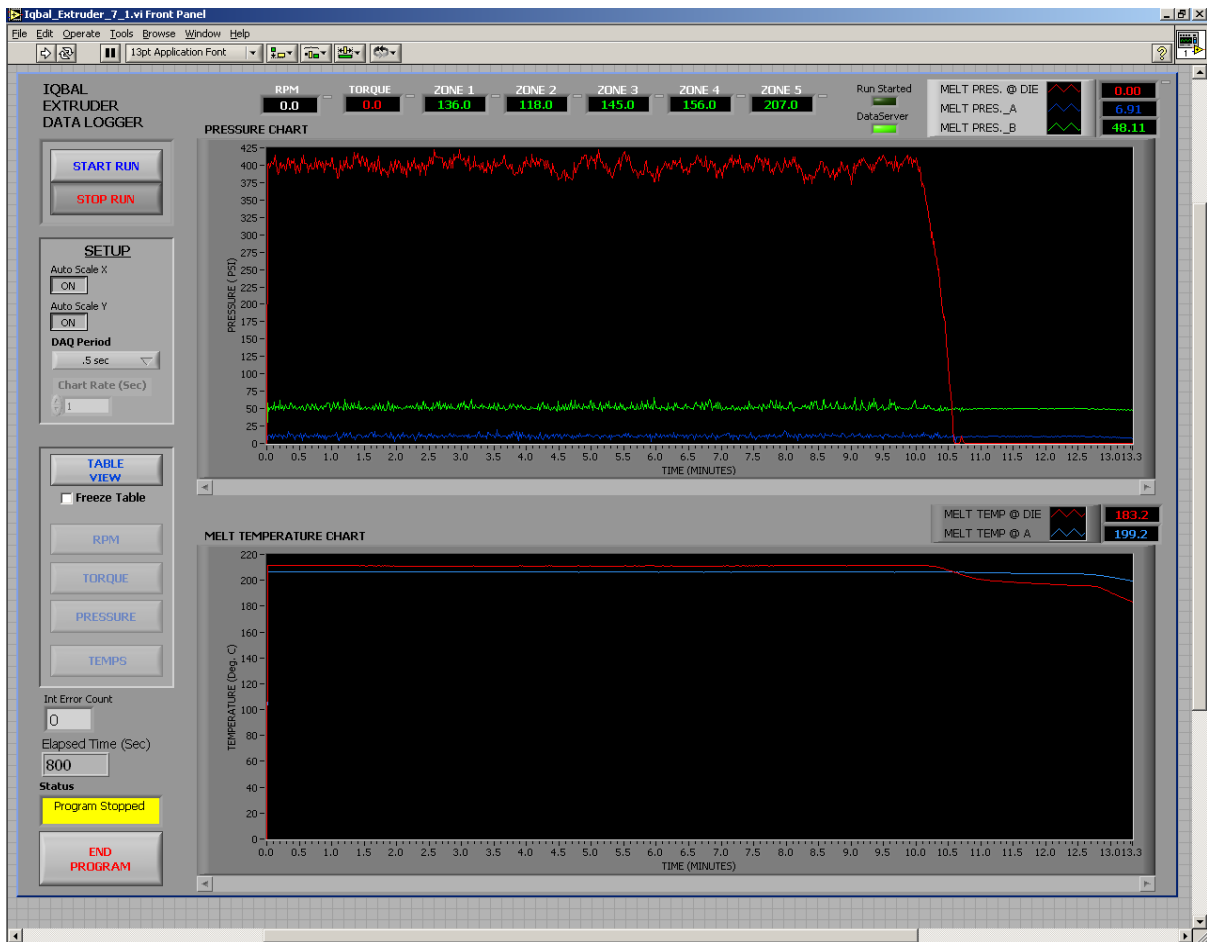 Iqbal_Extruder_7_1.vi Front Panel
File Edit Operate Tools Browse Window Help
13pt Application Font
1
IQBAL
EXTRUDER
DATA LOGGER
RPM TORQUE ZONE 1 ZONE 2 ZONE 3 ZONE 4 ZONE 5
0.0 0.0 136.0 118.0 145.0 156.0 207.0
Run Started
DataServer
MELT PRES. @ DIE 0.00
MELT PRES._A 6.91
MELT PRES._B 48.11
START RUN
STOP RUN
SETUP
Auto Scale X
ON
Auto Scale Y
ON
DAQ Period
.5 sec
Chart Rate (Sec)
1
TABLE
VIEW
Freeze Table
RPM
TORQUE
PRESSURE
TEMPS
Int Error Count
0
Elapsed Time (Sec)
800
Status
Program Stopped
END
PROGRAM
PRESSURE CHART
PRESSURE ( PSI)
425
400
375
350
325
300
275
250
225
200
175
150
125
100
75
50
25
0
0.0 0.5 1.0 1.5 2.0 2.5 3.0 3.5 4.0 4.5 5.0 5.5 6.0 6.5 7.0 7.5 8.0 8.5 9.0 9.5 10.0 10.5 11.0 11.5 12.0 12.5 13.0 13.3
TIME (MINUTES)
MELT TEMP @ DIE 183.2
MELT TEMP @ A 199.2
MELT TEMPERATURE CHART
TEMPERATURE (Deg. C)
220
200
180
160
140
120
100
80
60
40
20
0
0.0 0.5 1.0 1.5 2.0 2.5 3.0 3.5 4.0 4.5 5.0 5.5 6.0 6.5 7.0 7.5 8.0 8.5 9.0 9.5 10.0 10.5 11.0 11.5 12.0 12.5 13.0 13.3
TIME (MINUTES)